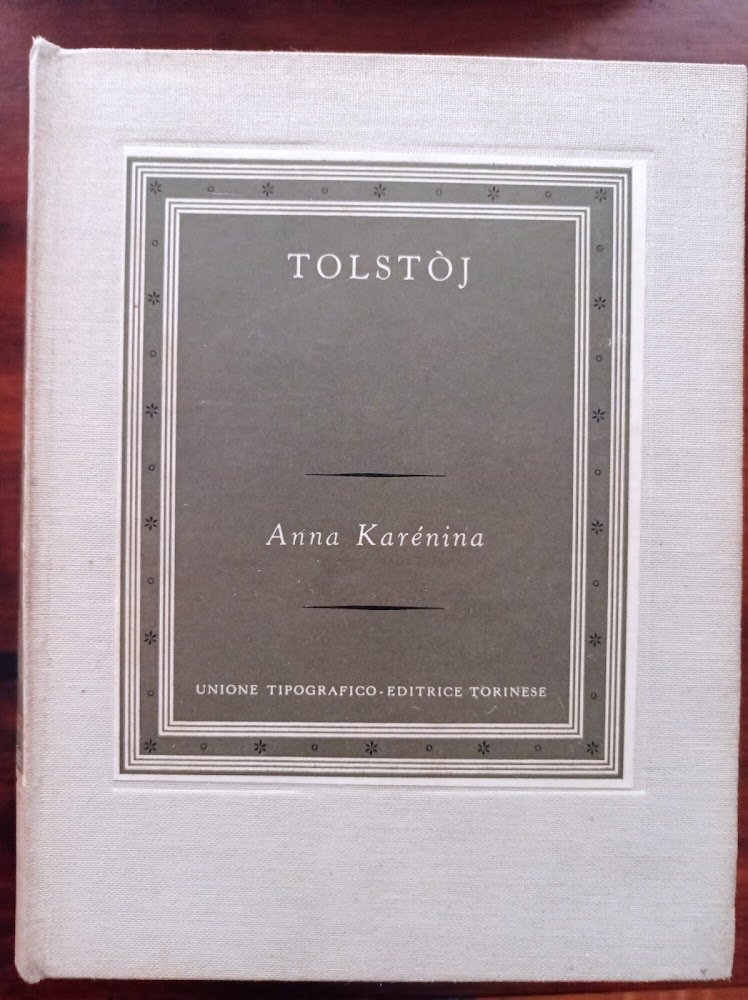 TOLSTÒJ
Anna Karénina
UNIONE TIPOGRAFICO-EDITRICE TORINESE